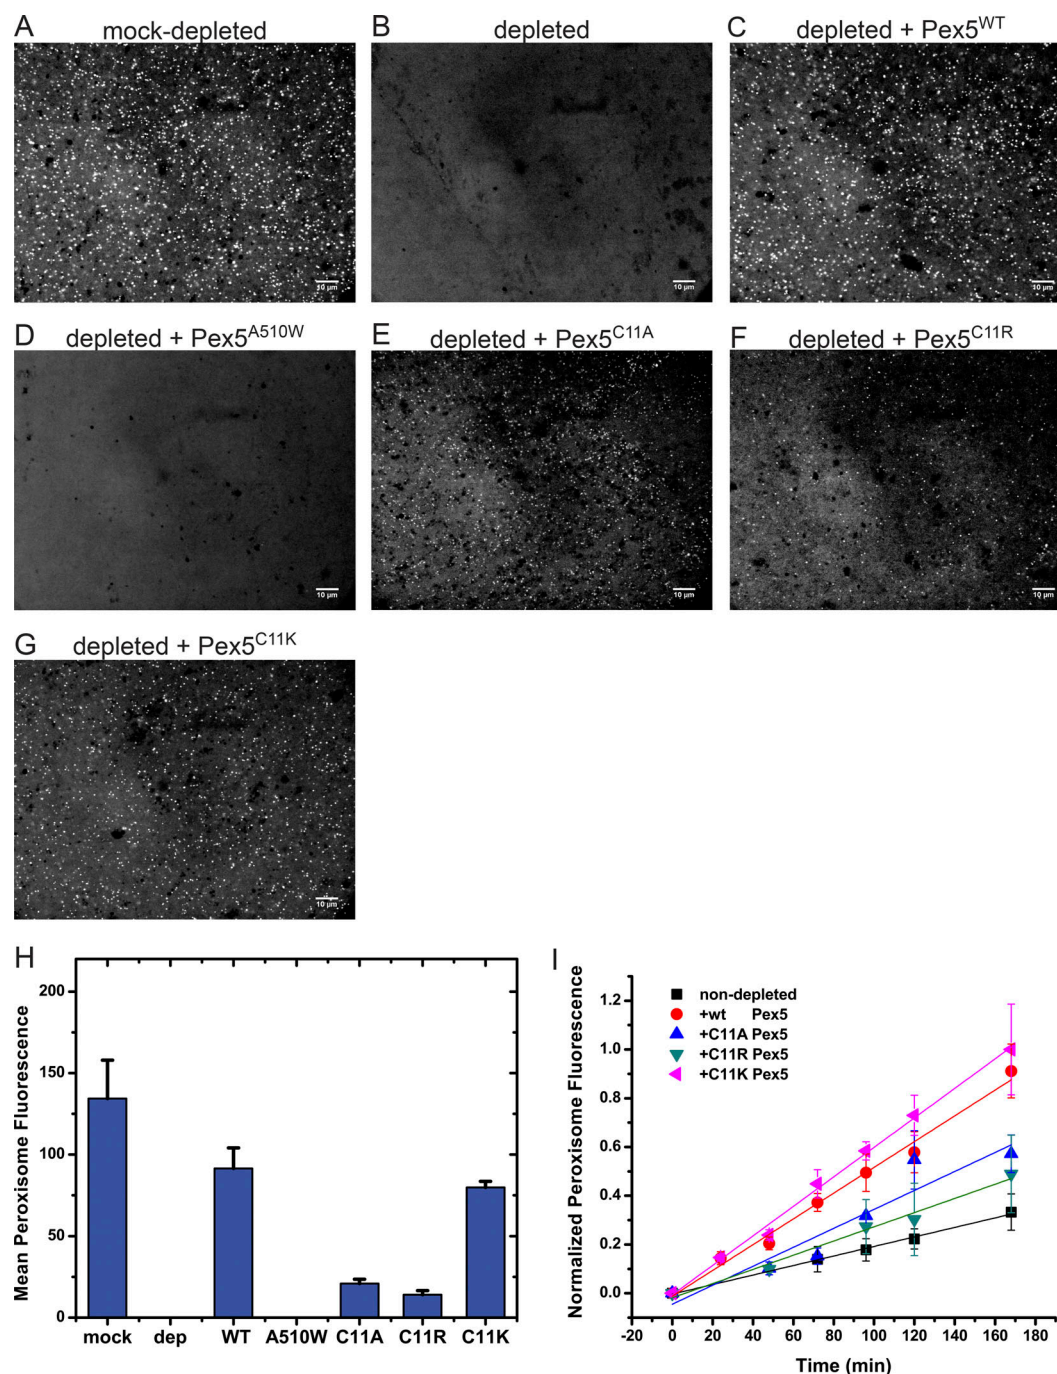 A mock-depleted
B depleted
C depleted + Pex5WT
10 µm
10 µm
10 µm
D depleted + Pex5A510W
E depleted + Pex5C11A
F depleted + Pex5C11R
10 µm
10 µm
10 µm
G depleted + Pex5C11K
10 µm
H
Mean Peroxisome Fluorescence
200
150
100
50
0
mock dep WT A510W C11A C11R C11K
I
Normalized Peroxisome Fluorescence
non-depleted
+wt Pex5
+C11A Pex5
+C11R Pex5
+C11K Pex5
1.2
1.0
0.8
0.6
0.4
0.2
0.0
-20 0 20 40 60 80 100 120 140 160 180
Time (min)